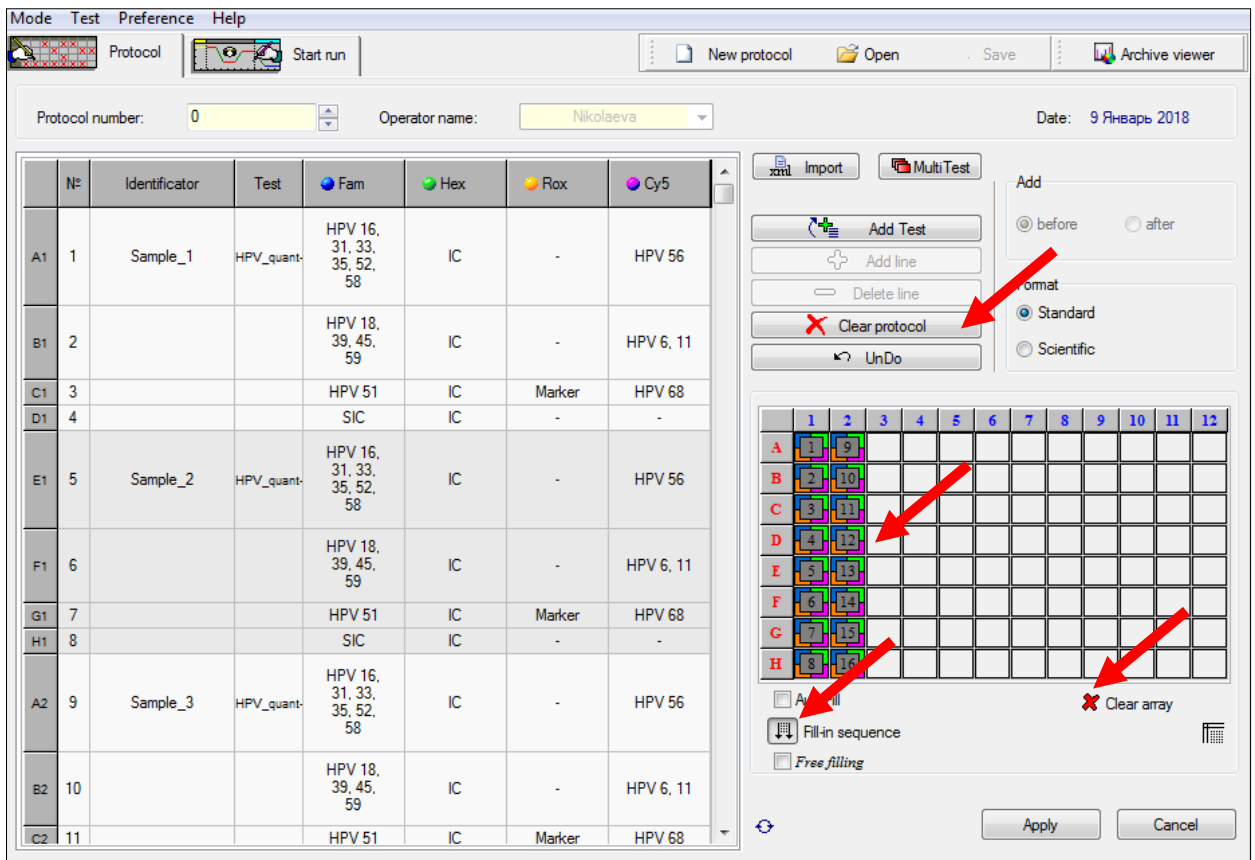 Mode Test Preference Help
Protocol Start run New protocol Open Save Archive viewer
Protocol number: 0 Operator name: Nikolaeva Date: 9 Январь 2018
№ Identificator Test Fam Hex Rox Cy5
A1 1 Sample_1 HPV_quant- HPV 16,
31, 33,
35, 52,
58 IC - HPV 56
B1 2 HPV 18,
39, 45,
59 IC - HPV 6, 11
C1 3 HPV 51 IC Marker HPV 68
D1 4 SIC IC - -
E1 5 Sample_2 HPV_quant- HPV 16,
31, 33,
35, 52,
58 IC - HPV 56
F1 6 HPV 18,
39, 45,
59 IC - HPV 6, 11
G1 7 HPV 51 IC Marker HPV 68
H1 8 SIC IC - -
A2 9 Sample_3 HPV_quant- HPV 16,
31, 33,
35, 52,
58 IC - HPV 56
B2 10 HPV 18,
39, 45,
59 IC - HPV 6, 11
C2 11 HPV 51 IC Marker HPV 68
xml Import MultiTest
Add Test
Add line
Delete line
Clear protocol
UnDo
Add
before after
Format
Standard
Scientific
1 2 3 4 5 6 7 8 9 10 11 12
A 1 9
B 2 10
C 3 11
D 4 12
E 5 13
F 6 14
G 7 15
H 8 16
Clear array
Fill-in sequence
Free filling
Apply Cancel